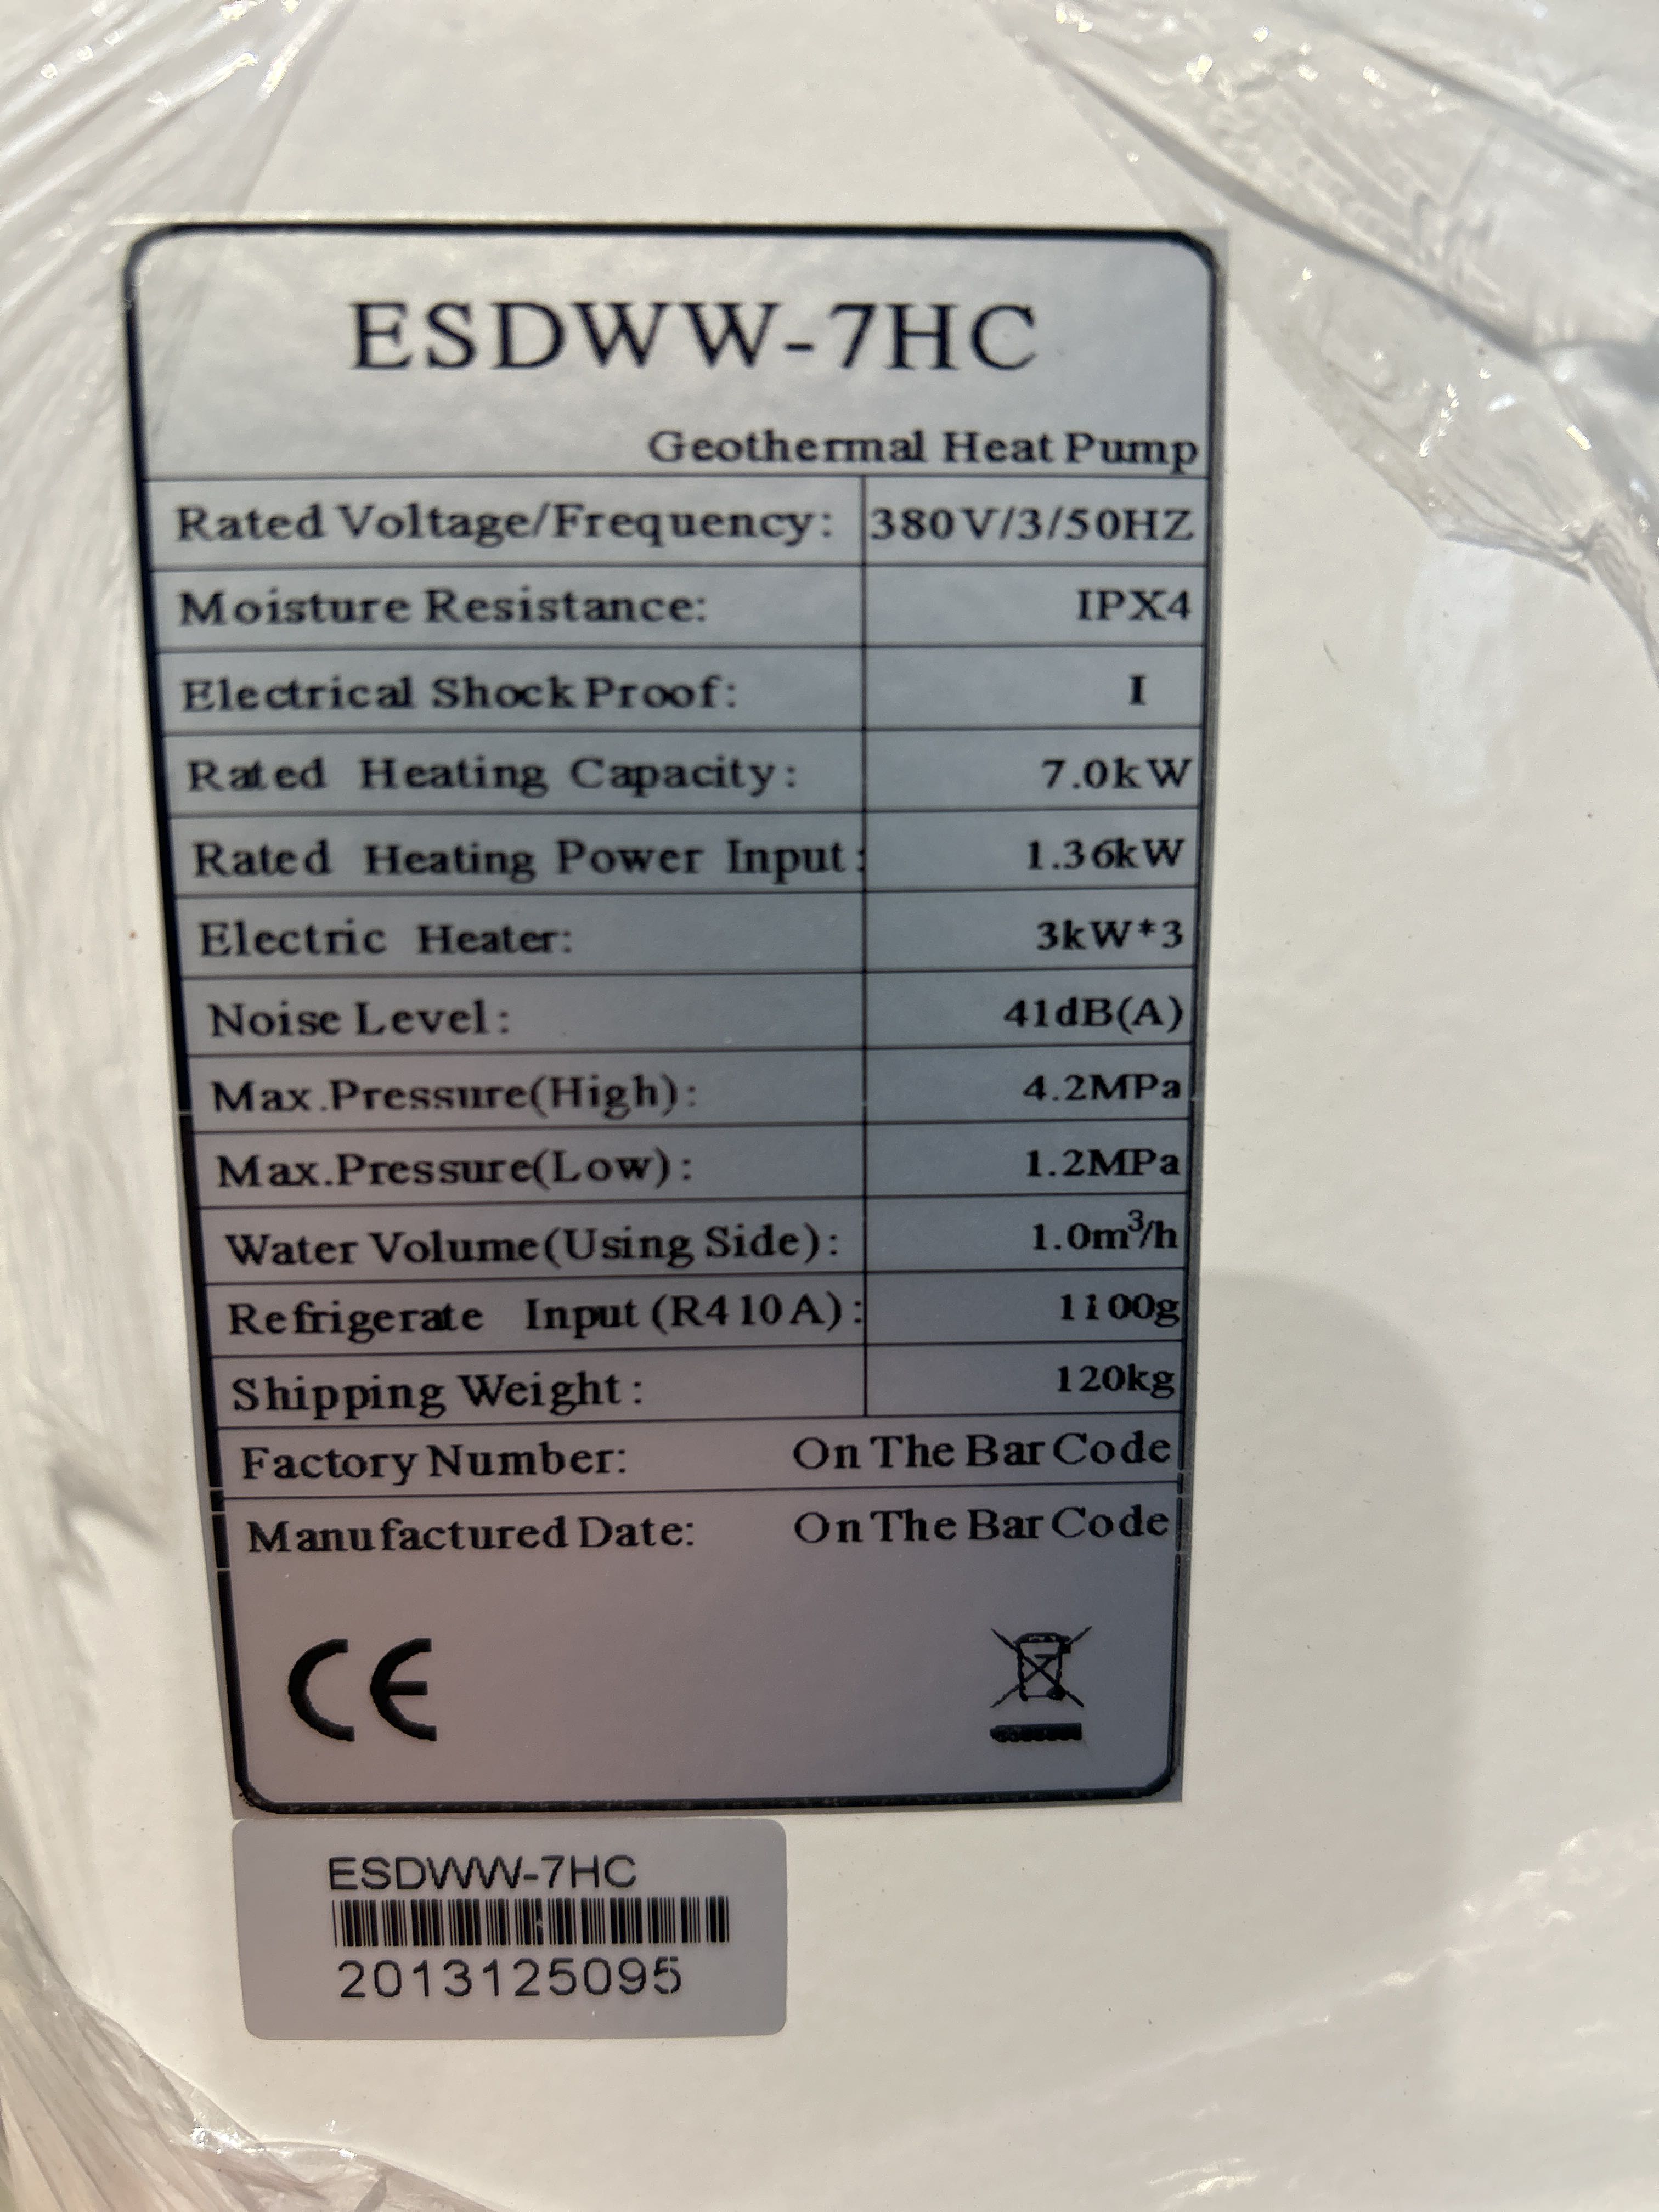 ESDWW-7HC
Geothermal Heat Pump
Rated Voltage/Frequency: 380V/3/50HZ
Moisture Resistance: IPX4
Electrical Shock Proof: I
Rated Heating Capacity: 7.0kW
Rated Heating Power Input: 1.36kW
Electric Heater: 3kW*3
Noise Level: 41dB(A)
Max.Pressure(High): 4.2MPa
Max.Pressure(Low): 1.2MPa
Water Volume(Using Side): 1.0m³/h
Refrigerate Input (R410A): 1100g
Shipping Weight: 120kg
Factory Number: On The Bar Code
Manufactured Date: On The Bar Code
CE
ESDWW-7HC
2013125095